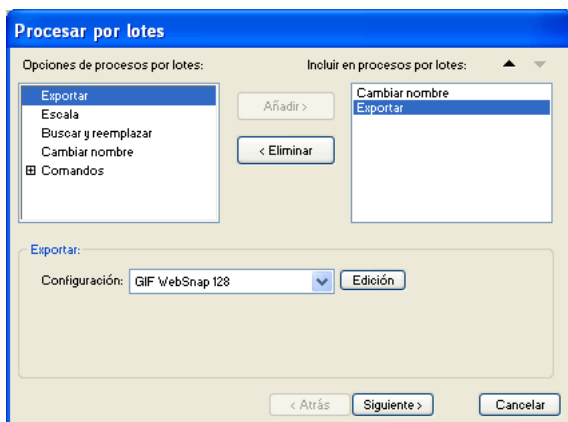 Procesar por lotes
Opciones de procesos por lotes:
Incluir en procesos por lotes:
Exportar
Escala
Buscar y reemplazar
Cambiar nombre
Comandos
Añadir >
< Eliminar
Cambiar nombre
Exportar
Exportar:
Configuración: GIF WebSnap 128 Edición
< Atrás Siguiente > Cancelar